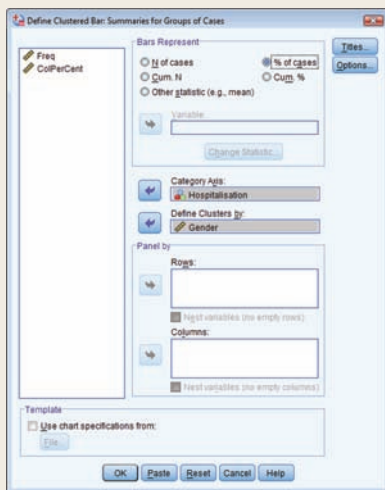 Define Clustered Bar: Summaries for Groups of Cases
Freq
ColPerCent
Bars Represent
N of cases
% of cases
Cum. N
Cum. %
Other statistic (e.g., mean)
Variable:
Change Statistic...
Titles...
Options...
Category Axis:
Hospitalisation
Define Clusters by:
Gender
Panel by
Rows:
Nest variables (no empty rows)
Columns:
Nest variables (no empty columns)
Template
Use chart specifications from:
File...
OK
Paste
Reset
Cancel
Help